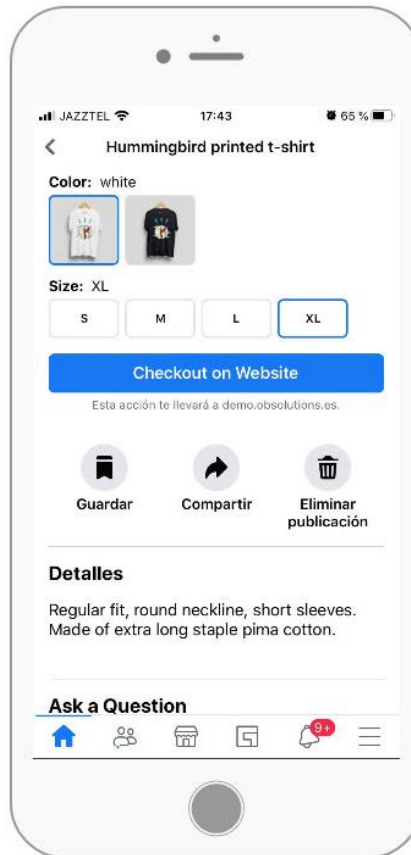 JAZZTEL 17:43 65 %
Hummingbird printed t-shirt
Color: white
Size: XL
S M L XL
Checkout on Website
Esta acción te llevará a demo.obsolutions.es.
Guardar Compartir Eliminar
publicación
Detalles
Regular fit, round neckline, short sleeves.
Made of extra long staple pima cotton.
Ask a Question
9+